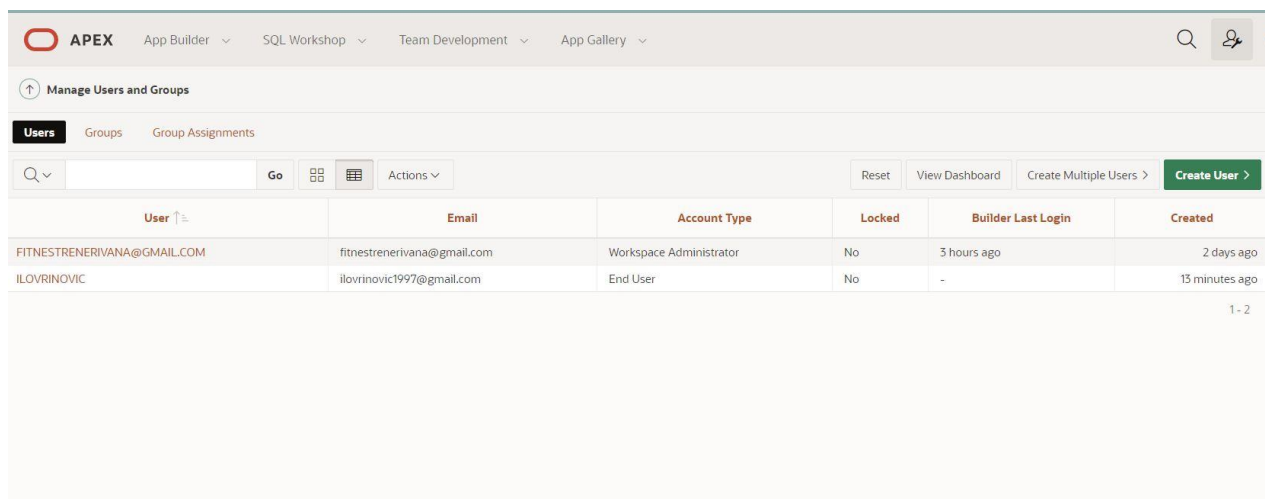 APEX App Builder SQL Workshop Team Development App Gallery
Manage Users and Groups
Users Groups Group Assignments
Go Actions Reset View Dashboard Create Multiple Users > Create User >
User Email Account Type Locked Builder Last Login Created
FITNESTRENERIVANA@GMAIL.COM fitnestrenerivana@gmail.com Workspace Administrator No 3 hours ago 2 days ago
ILOVRINOVIC ilovrinovic1997@gmail.com End User No - 13 minutes ago
1 - 2